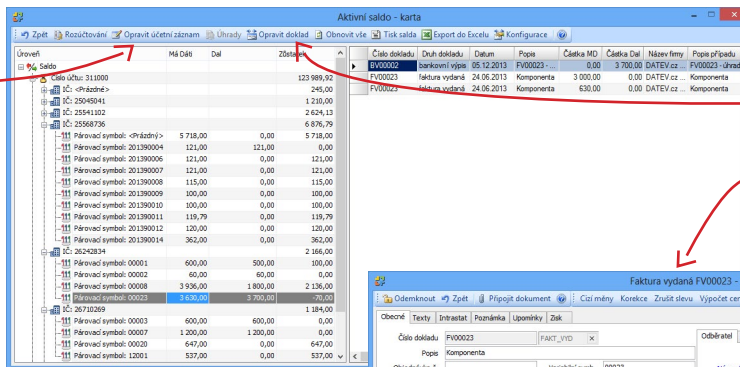 Aktivní saldo - karta
Zpět Rozúčtování Opravit účetní záznam Úhrady Opravit doklad Obnovit vše Tisk salda Export do Excelu Konfigurace
Úroveň Má Dáti Dal Zůstatek
Saldo
Číslo účtu: 311000 123 989,92
IČ: <Prázdné> 245,00
IČ: 25045041 1 210,00
IČ: 25541102 2 624,13
IČ: 25568736 6 876,79
Párovací symbol: <Prázdný> 5 718,00 0,00 5 718,00
Párovací symbol: 201390004 121,00 121,00 0,00
Párovací symbol: 201390006 121,00 0,00 121,00
Párovací symbol: 201390007 121,00 0,00 121,00
Párovací symbol: 201390008 115,00 0,00 115,00
Párovací symbol: 201390009 100,00 0,00 100,00
Párovací symbol: 201390010 100,00 0,00 100,00
Párovací symbol: 201390011 119,79 0,00 119,79
Párovací symbol: 201390012 120,00 0,00 120,00
Párovací symbol: 201390014 362,00 0,00 362,00
IČ: 26242834 2 166,00
Párovací symbol: 00001 600,00 500,00 100,00
Párovací symbol: 00002 60,00 60,00 0,00
Párovací symbol: 00008 3 936,00 1 800,00 2 136,00
Párovací symbol: 00023 3 630,00 3 700,00 -70,00
IČ: 26710269 1 184,00
Párovací symbol: 00003 600,00 600,00 0,00
Párovací symbol: 00007 1 200,00 1 200,00 0,00
Párovací symbol: 00020 647,00 0,00 647,00
Párovací symbol: 12001 537,00 0,00 537,00
Číslo dokladu Druh dokladu Datum Popis Částka MD Částka Dal Název firmy Popis případu
BV00002 bankovní výpis 05.12.2013 FV00023 - ... 0,00 3 700,00 DATEV.cz ... FV00023 - úhrad
FV00023 faktura vydaná 24.06.2013 Komponenta 3 000,00 0,00 DATEV.cz ... Komponenta
FV00023 faktura vydaná 24.06.2013 Komponenta 630,00 0,00 DATEV.cz ... Komponenta
Faktura vydaná FV00023 -
Odemknout Zpět Připojit dokument Cizí měny Korekce Zrušit slevu Výpočet cen
Obecné Texty Intrastat Poznámka Upomínky Zisk
Číslo dokladu FV00023 FAKT_VYD Odběratel
Popis Komponenta
00023